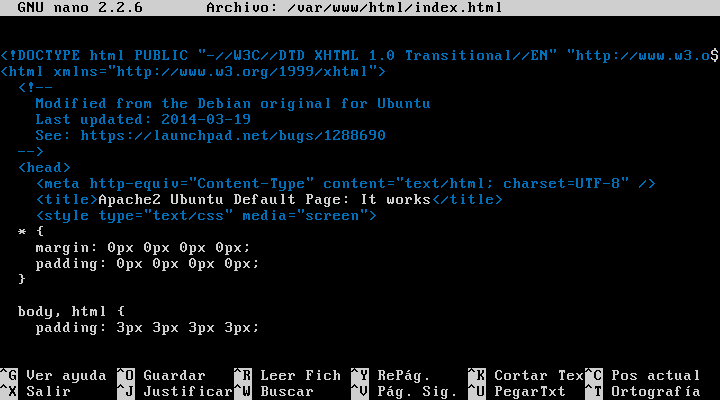 GNU nano 2.2.6 Archivo: /var/www/html/index.html
<!DOCTYPE html PUBLIC "-//W3C//DTD XHTML 1.0 Transitional//EN" "http://www.w3.o$
<html xmlns="http://www.w3.org/1999/xhtml">
<!--
Modified from the Debian original for Ubuntu
Last updated: 2014-03-19
See: https://launchpad.net/bugs/1288690
-->
<head>
<meta http-equiv="Content-Type" content="text/html; charset=UTF-8" />
<title>Apache2 Ubuntu Default Page: It works</title>
<style type="text/css" media="screen">
* {
margin: 0px 0px 0px 0px;
padding: 0px 0px 0px 0px;
}
body, html {
padding: 3px 3px 3px 3px;
^G Ver ayuda ^O Guardar ^R Leer Fich ^Y RePág. ^K Cortar Tex ^C Pos actual
^X Salir ^J Justificar ^W Buscar ^V Pág. Sig. ^U PegarTxt ^T Ortografía